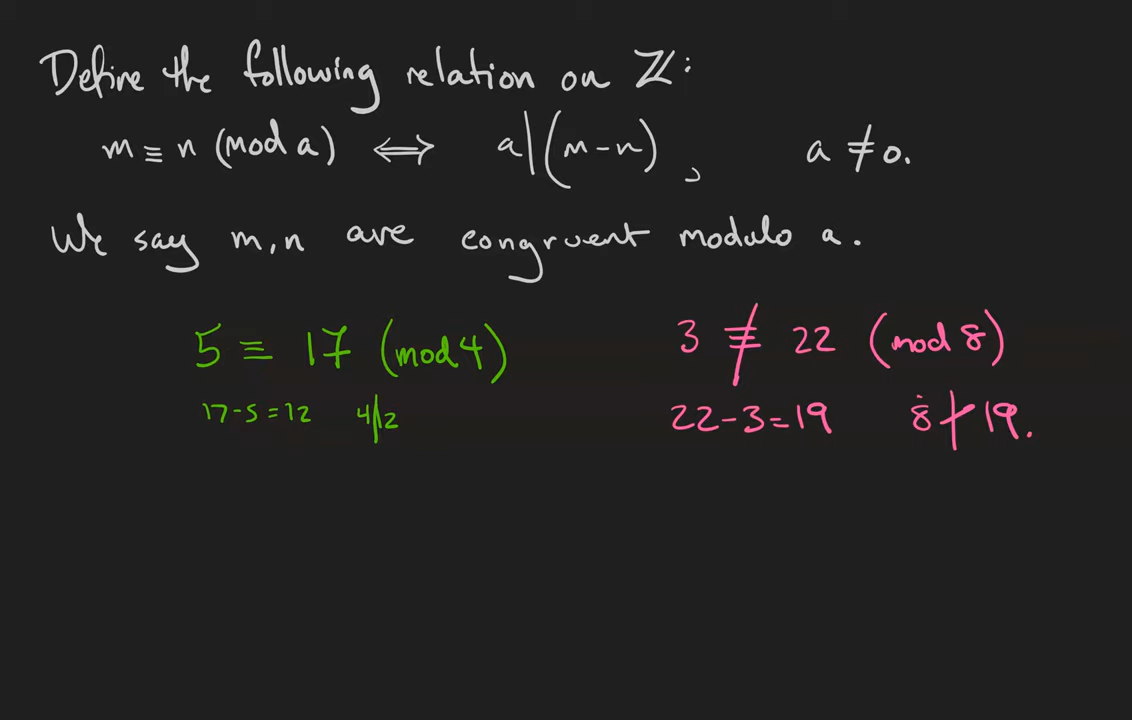 Define the following relation on ℤ:
m ≡ n (mod a) ⟺ a|(m-n), a ≠ 0.
We say m,n are congruent modulo a.
5 ≡ 17 (mod 4) 3 ≢ 22 (mod 8)
17-5=12 4|12 22-3=19 8∤19.